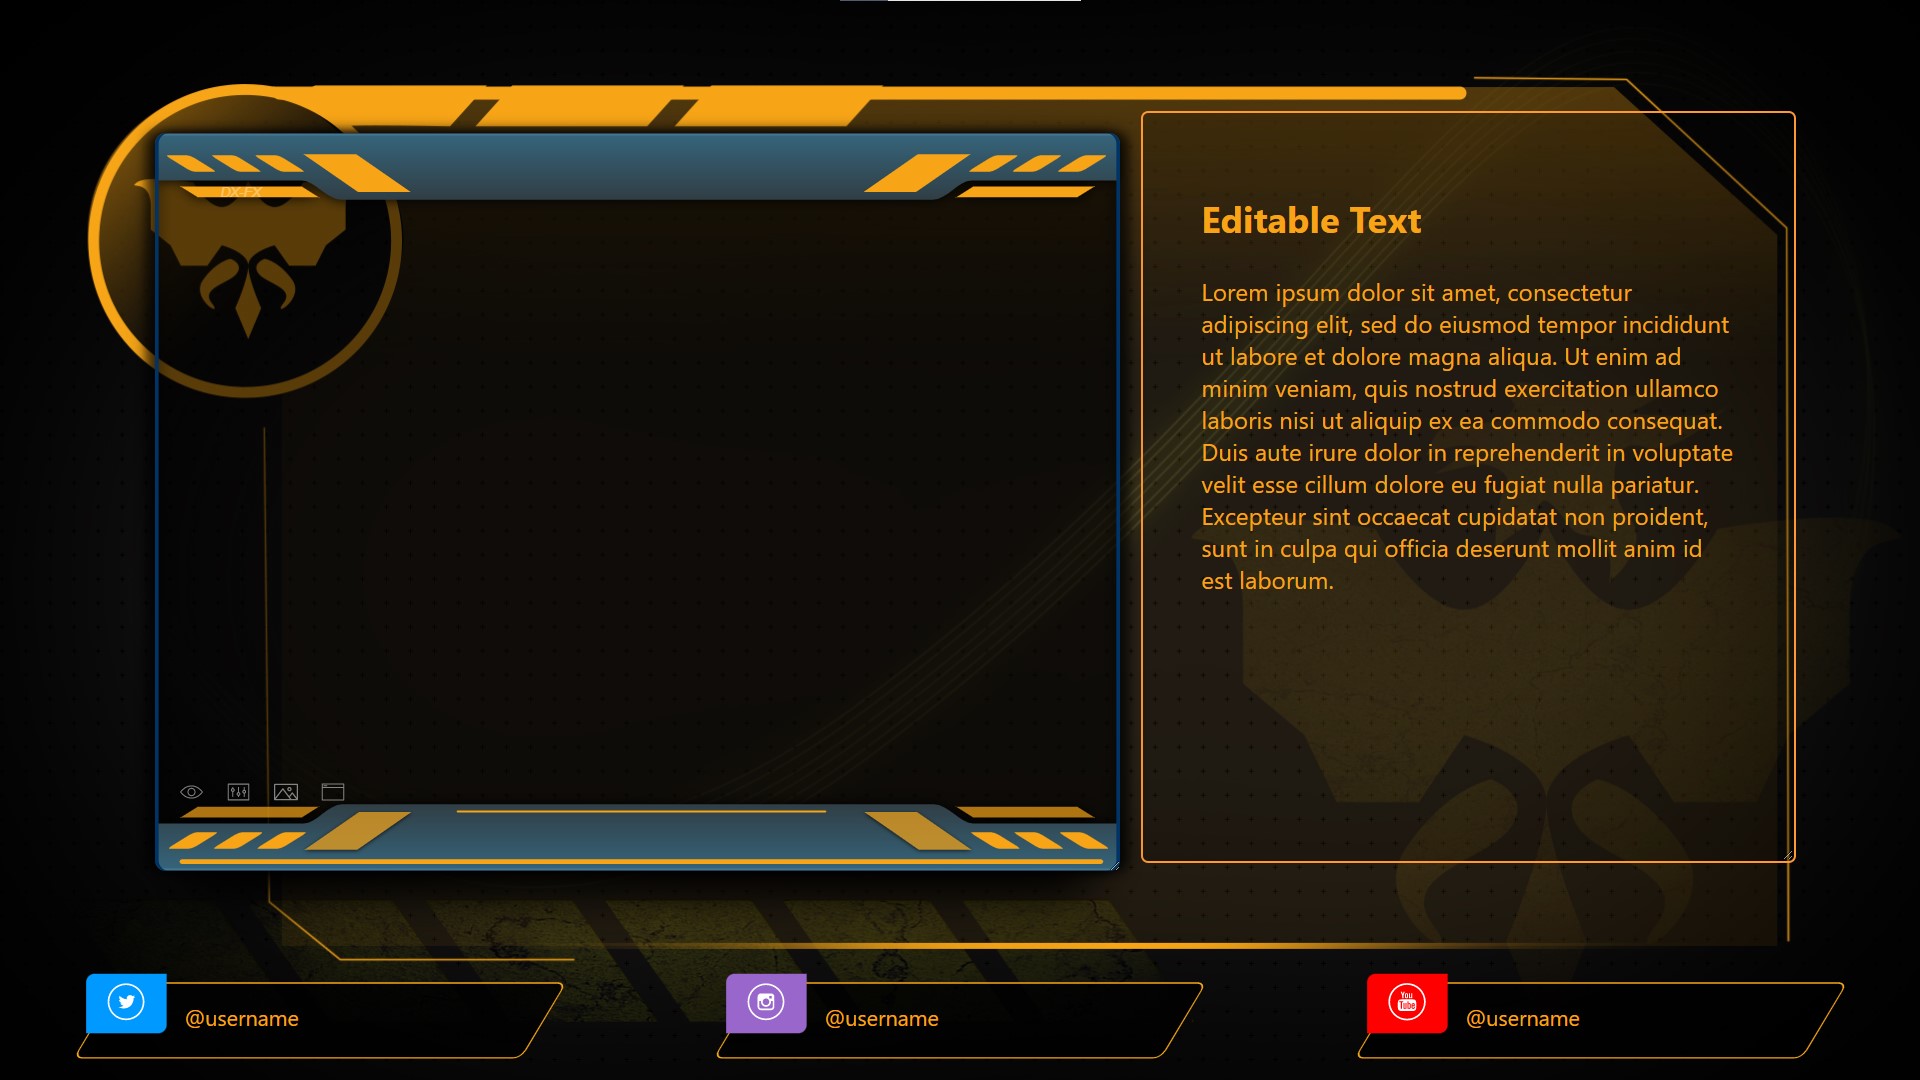 DX-FX
Editable Text
Lorem ipsum dolor sit amet, consectetur
adipiscing elit, sed do eiusmod tempor incididunt
ut labore et dolore magna aliqua. Ut enim ad
minim veniam, quis nostrud exercitation ullamco
laboris nisi ut aliquip ex ea commodo consequat.
Duis aute irure dolor in reprehenderit in voluptate
velit esse cillum dolore eu fugiat nulla pariatur.
Excepteur sint occaecat cupidatat non proident,
sunt in culpa qui officia deserunt mollit anim id
est laborum.
@username
@username
You
Tube
@username